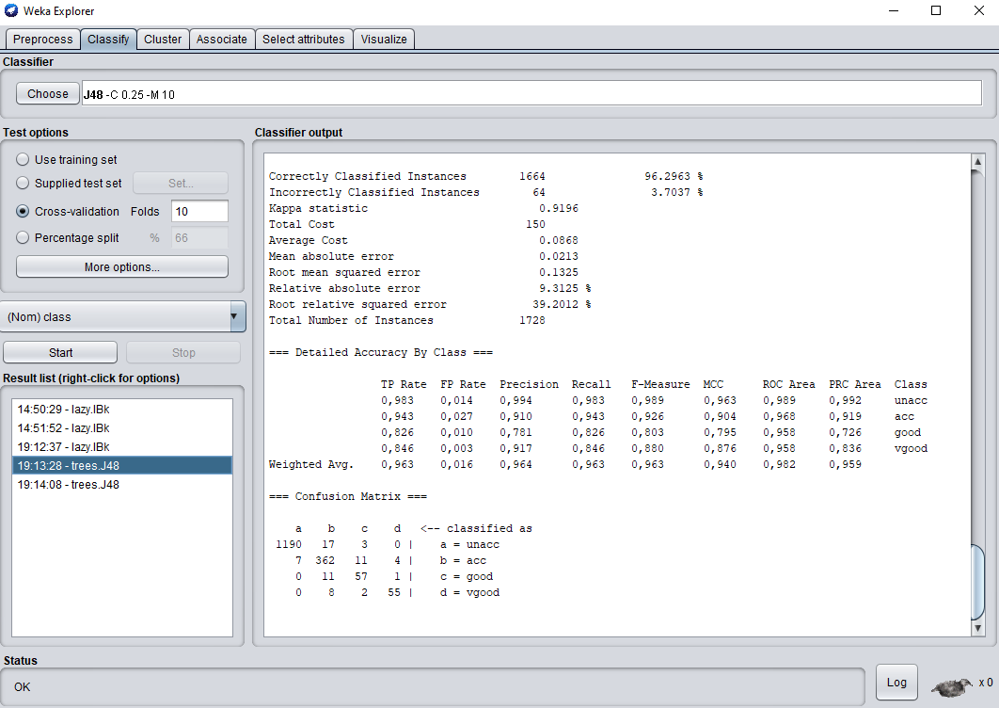 Weka Explorer
Preprocess Classify Cluster Associate Select attributes Visualize
Classifier
Choose J48 -C 0.25 -M 10
Test options
Use training set
Supplied test set Set...
Cross-validation Folds 10
Percentage split % 66
More options...
(Nom) class
Start Stop
Result list (right-click for options)
14:50:29 - lazy.IBk
14:51:52 - lazy.IBk
19:12:37 - lazy.IBk
19:13:28 - trees.J48
19:14:08 - trees.J48
Classifier output
Correctly Classified Instances 1664 96.2963 %
Incorrectly Classified Instances 64 3.7037 %
Kappa statistic 0.9196
Total Cost 150
Average Cost 0.0868
Mean absolute error 0.0213
Root mean squared error 0.1325
Relative absolute error 9.3125 %
Root relative squared error 39.2012 %
Total Number of Instances 1728
=== Detailed Accuracy By Class ===
TP Rate FP Rate Precision Recall F-Measure MCC ROC Area PRC Area Class
0,983 0,014 0,994 0,983 0,989 0,963 0,989 0,992 unacc
0,943 0,027 0,910 0,943 0,926 0,904 0,968 0,919 acc
0,826 0,010 0,781 0,826 0,803 0,795 0,958 0,726 good
0,846 0,003 0,917 0,846 0,880 0,876 0,958 0,836 vgood
Weighted Avg. 0,963 0,016 0,964 0,963 0,963 0,940 0,982 0,959
=== Confusion Matrix ===
a b c d <-- classified as
1190 17 3 0 | a = unacc
7 362 11 4 | b = acc
0 11 57 1 | c = good
0 8 2 55 | d = vgood
Status
OK
Log x 0